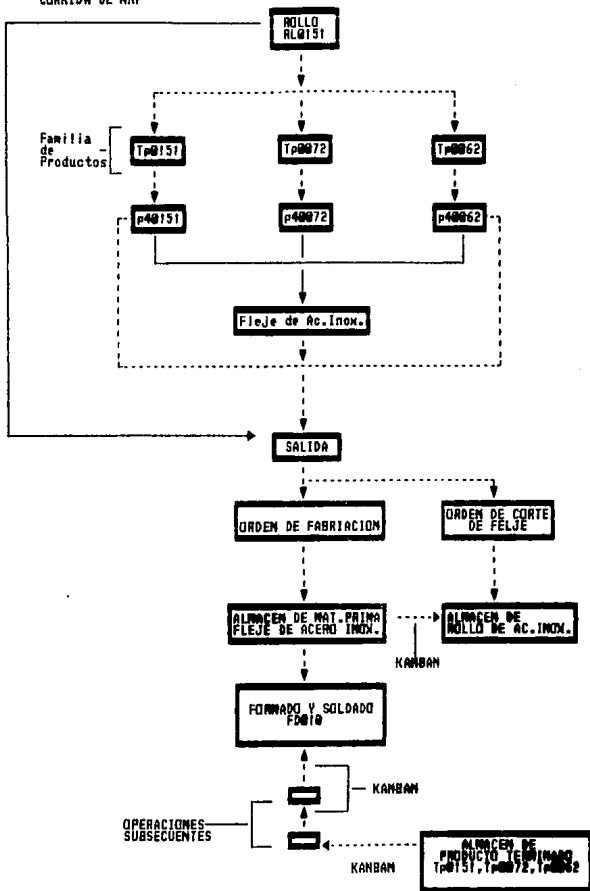 CORRIDA DE MRP
ROLLO
RL0151
Familia
de
Productos
Tp0151
Tp0072
Tp0062
p40151
p40072
p40062
Fleje de Ac.Inox.
SALIDA
ORDEN DE FABRIACION
ORDEN DE CORTE
DE FELJE
ALMACEN DE MAT.PRIMA
FLEJE DE ACERO INOX.
ALMACEN DE
ROLLO DE AC.INOX.
KANBAN
FORMADO Y SOLDADO
FD010
KANBAN
OPERACIONES
SUBSECUENTES
KANBAN
ALMACEN DE
PRODUCTO TERMINADO
Tp0151,Tp0072,Tp0062